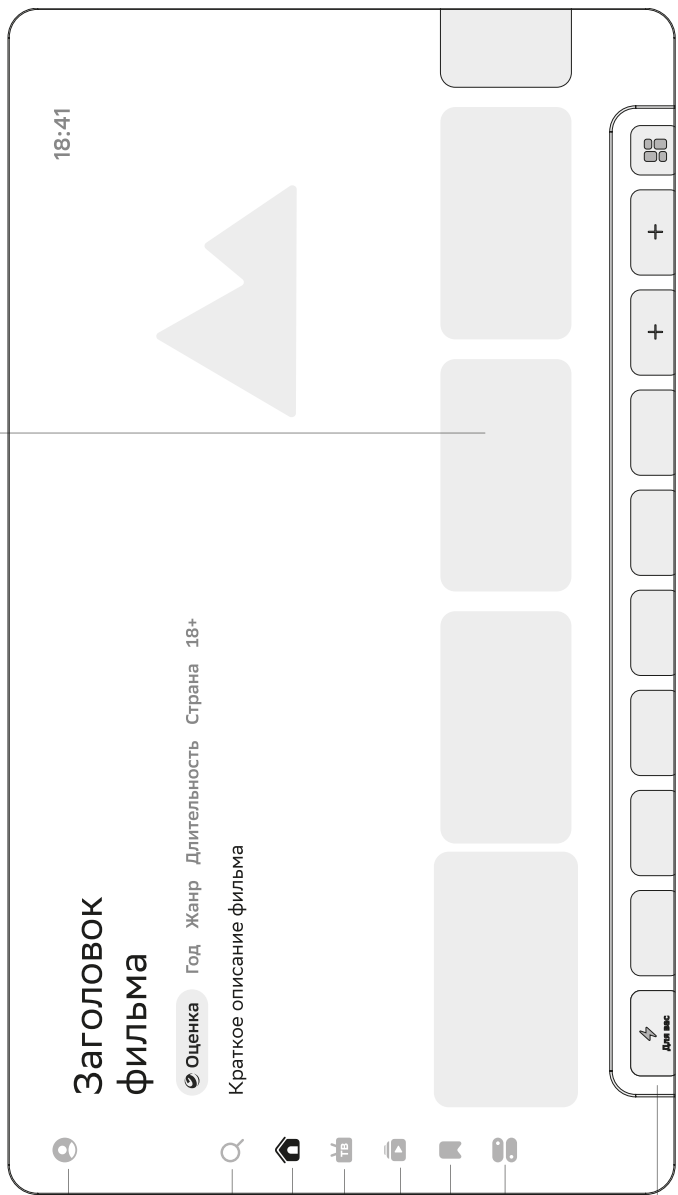 18:41
Заголовок
фильма
Оценка Год Жанр Длительность Страна 18+
Краткое описание фильма
ТВ
Для вас